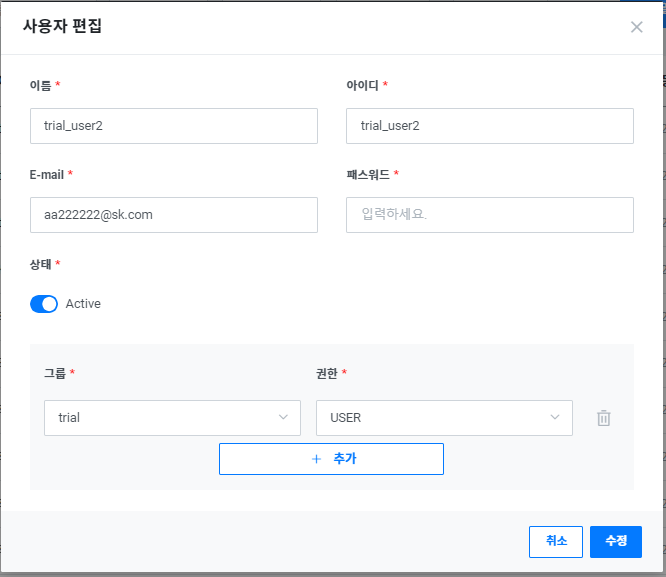 사용자 편집
이름 *
아이디 *
trial_user2
trial_user2
E-mail *
패스워드 *
aa222222@sk.com
입력하세요.
상태 *
Active
그룹 *
권한 *
trial
USER
+ 추가
취소
수정